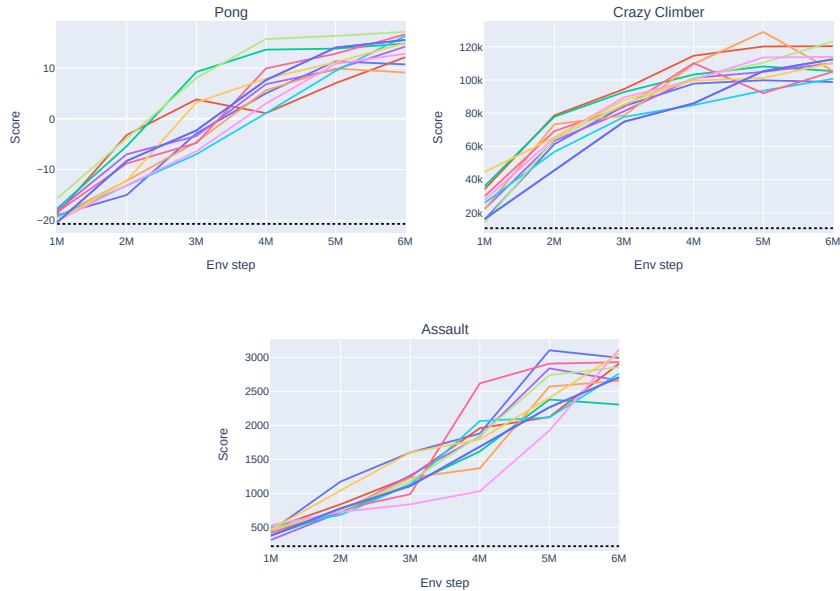 Pong
10
0
−10
−20
Score
1M 2M 3M 4M 5M 6M
Env step
Crazy Climber
120k
100k
80k
60k
40k
20k
Score
1M 2M 3M 4M 5M 6M
Env step
Assault
3000
2500
2000
1500
1000
500
Score
1M 2M 3M 4M 5M 6M
Env step